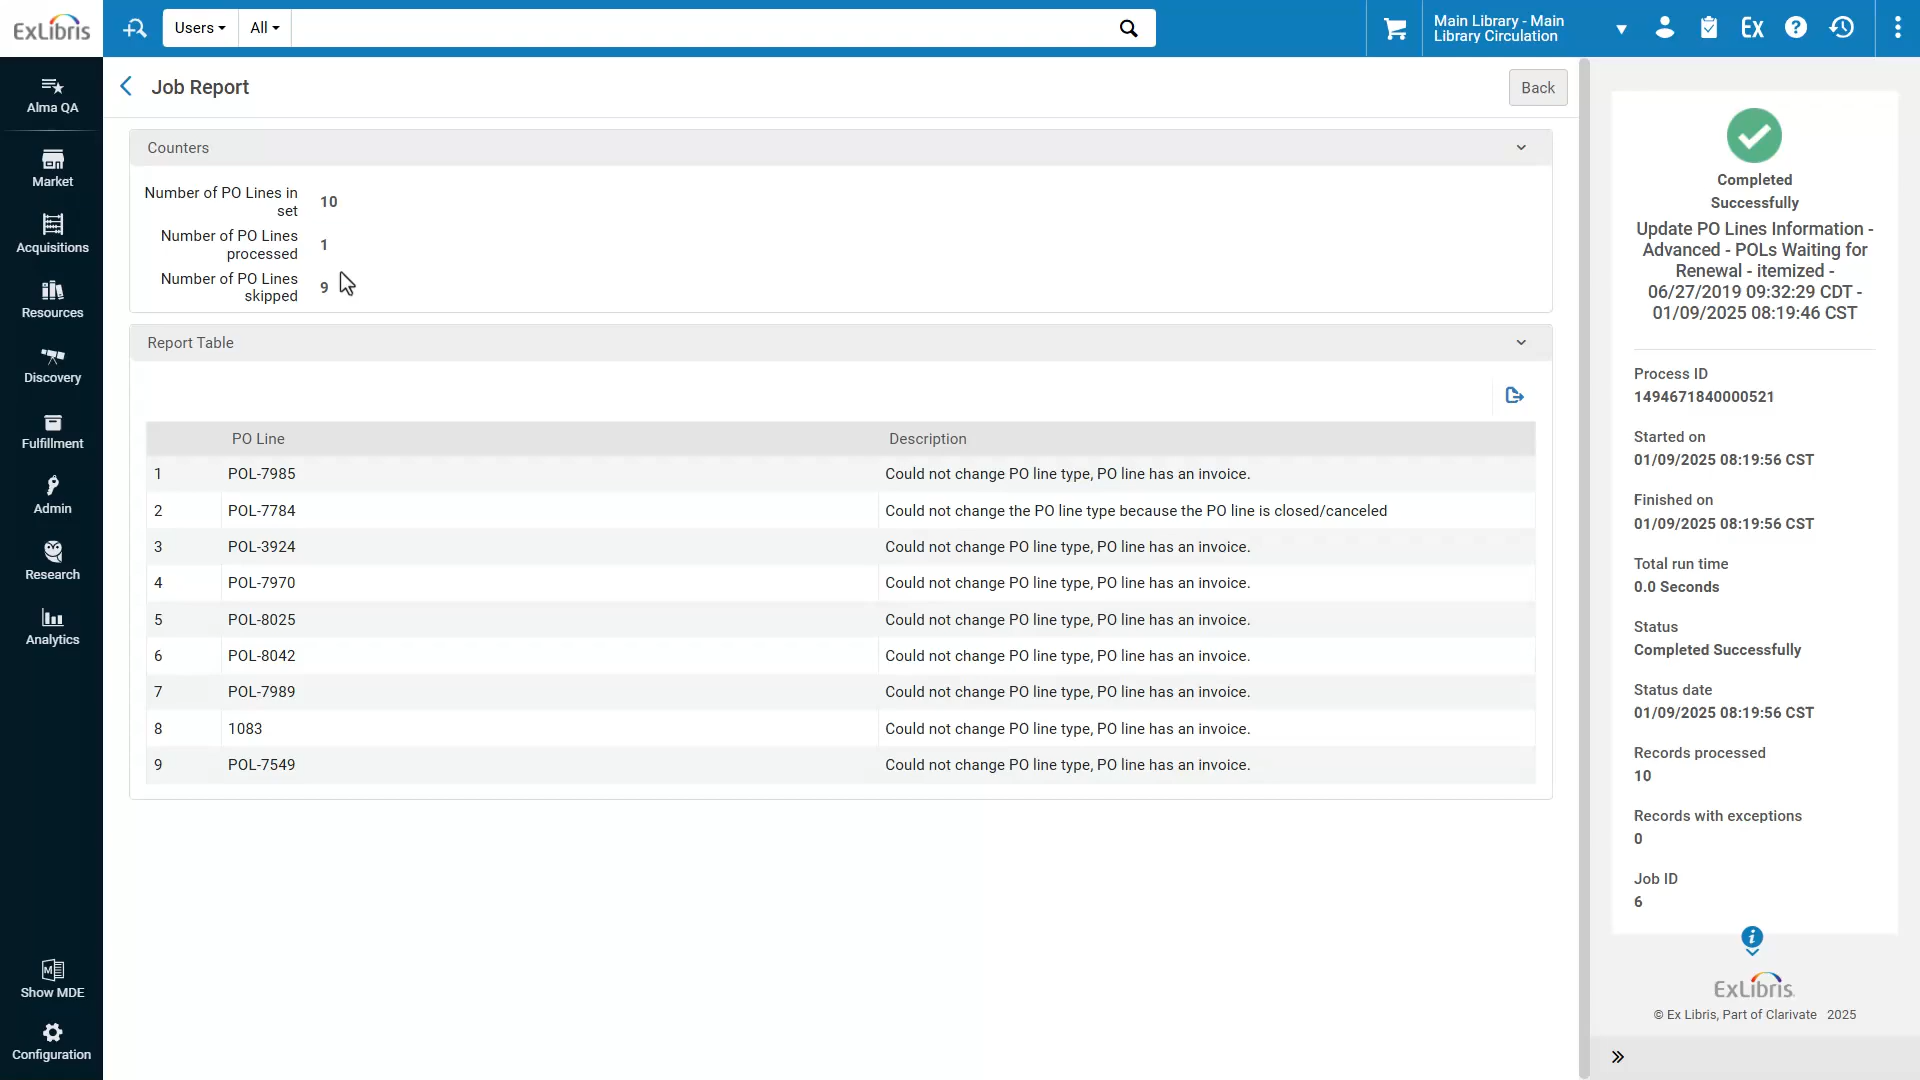 ExLibris
Users
All
Main Library - Main
Library Circulation
Ex
?
Alma QA
Market
Acquisitions
Resources
Discovery
Fulfillment
Admin
Research
Analytics
Show MDE
Configuration
Job Report
Back
Counters
Number of PO Lines in
set
10
Number of PO Lines
processed
1
Number of PO Lines
skipped
9
Report Table
PO Line Description
1 POL-7985 Could not change PO line type, PO line has an invoice.
2 POL-7784 Could not change the PO line type because the PO line is closed/canceled
3 POL-3924 Could not change PO line type, PO line has an invoice.
4 POL-7970 Could not change PO line type, PO line has an invoice.
5 POL-8025 Could not change PO line type, PO line has an invoice.
6 POL-8042 Could not change PO line type, PO line has an invoice.
7 POL-7989 Could not change PO line type, PO line has an invoice.
8 1083 Could not change PO line type, PO line has an invoice.
9 POL-7549 Could not change PO line type, PO line has an invoice.
Completed
Successfully
Update PO Lines Information -
Advanced - POLs Waiting for
Renewal - itemized -
06/27/2019 09:32:29 CDT -
01/09/2025 08:19:46 CST
Process ID
1494671840000521
Started on
01/09/2025 08:19:56 CST
Finished on
01/09/2025 08:19:56 CST
Total run time
0.0 Seconds
Status
Completed Successfully
Status date
01/09/2025 08:19:56 CST
Records processed
10
Records with exceptions
0
Job ID
6
i
ExLibris
© Ex Libris, Part of Clarivate 2025